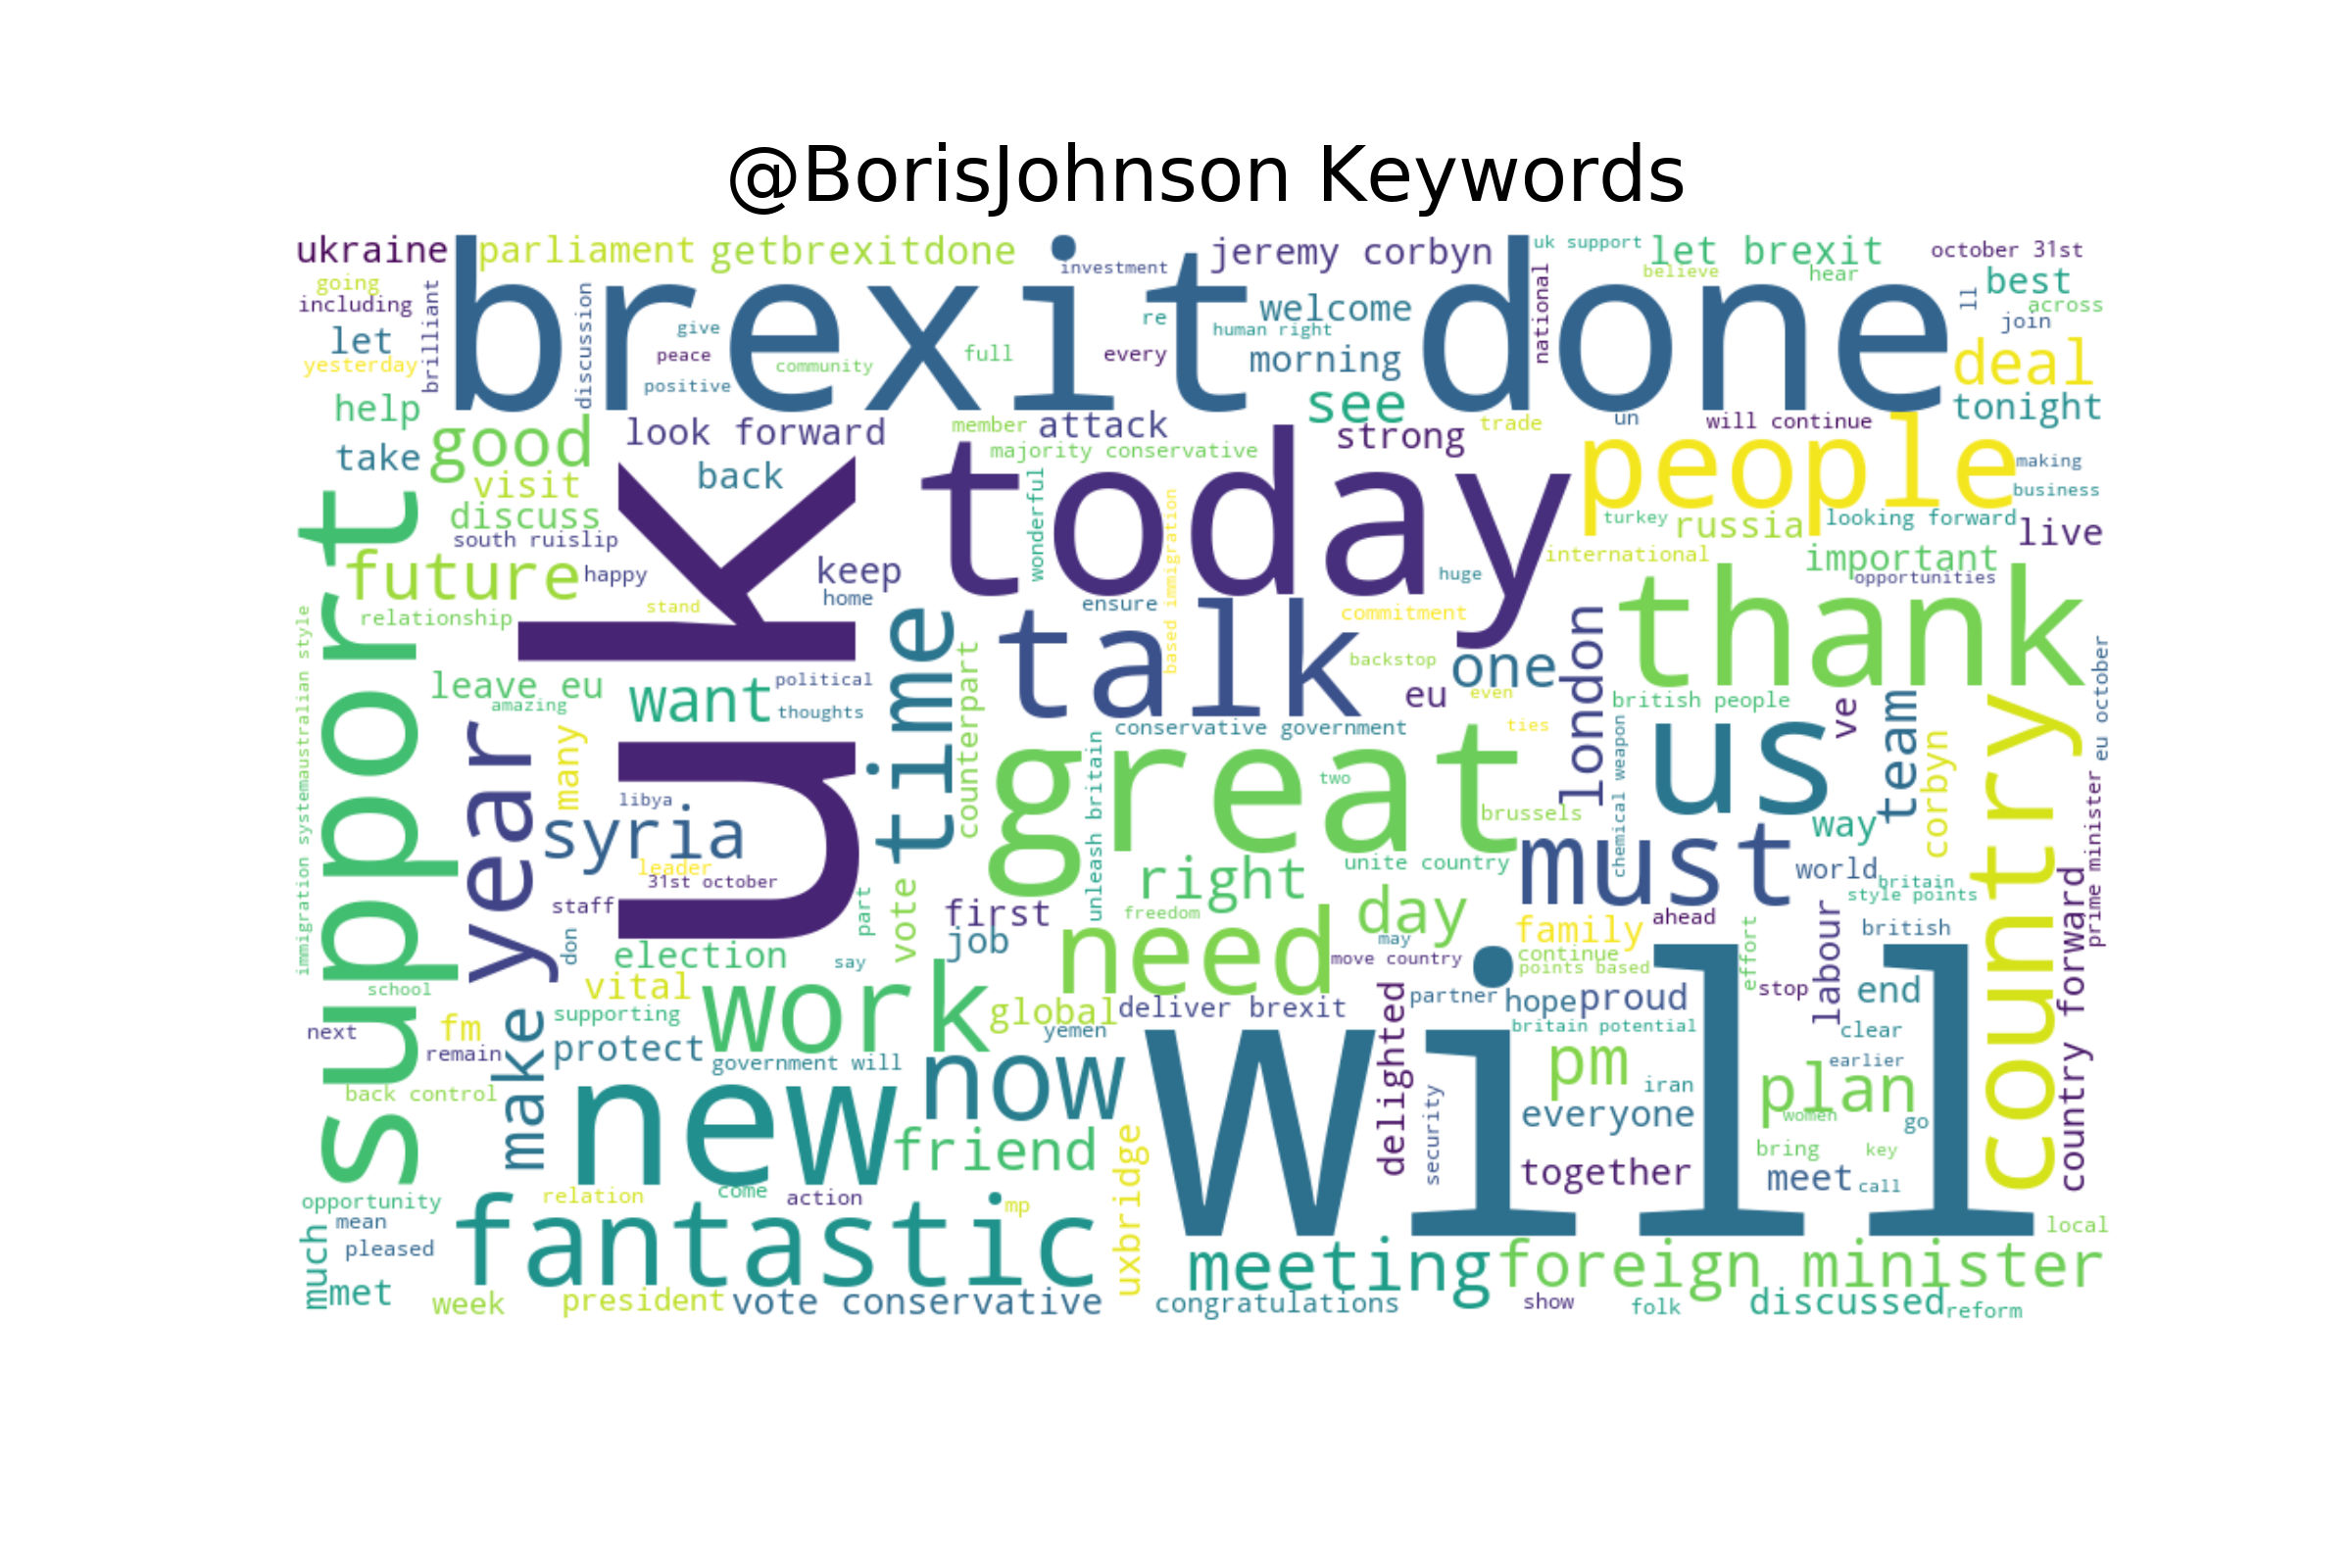 @BorisJohnson Keywords
ukraine
brexit done
parliament
getbrexitdone
investment
jeremy corbyn
uk support
let brexit
october 31st
going
including
brilliant
discussion
give
welcome
national
believe
hear
best
ll
across
let
peace
community
full
re
every
human right
morning
join
yesterday
positive
deal
help
see
tonight
good
look forward
member
attack
strong
trade
un
will continue
take
back
majority conservative
today
people
making
visit
wonderful
based immigration
business
discuss
uk
turkey
russia
looking forward
live
south ruislip
support
future
happy
keep
huge
international
important
opportunities
relationship
stand
home
time
ensure
commitment
london
thank
immigration systemaustralian style
talk
backstop
one
eu october
leave eu
want
political
counterpart
eu
even
british people
ve
team
country
amazing
thoughts
conservative government
ties
chemical weapon
us
year
many
unleash britain
great
two
corbyn
libya
brussels
prime minister
syria
must
way
leader
31st october
right
unite country
world
britain
style points
staff
part
vote
first
freedom
day
ahead
labour
country forward
family
british
don
election
say
job
need
may
move country
continue
points based
effort
school
vital
work
global
deliver brexit
will
partner
hope
proud
stop
end
next
fm
supporting
yemen
delighted
britain potential
clear
remain
make
protect
government will
now
pm
earlier
back control
new
security
iran
plan
everyone
women
go
friend
uxbridge
bring
key
together
meet
call
opportunity
relation
come
action
mp
much
mean
fantastic
local
pleased
meeting
foreign minister
met
week
president
vote conservative
congratulations
show
folk
discussed
reform